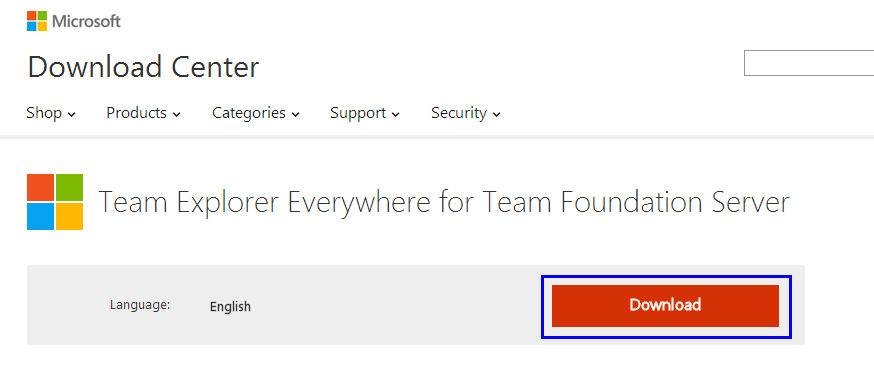 Microsoft
Download Center
Shop Products Categories Support Security
Team Explorer Everywhere for Team Foundation Server
Language: English Download